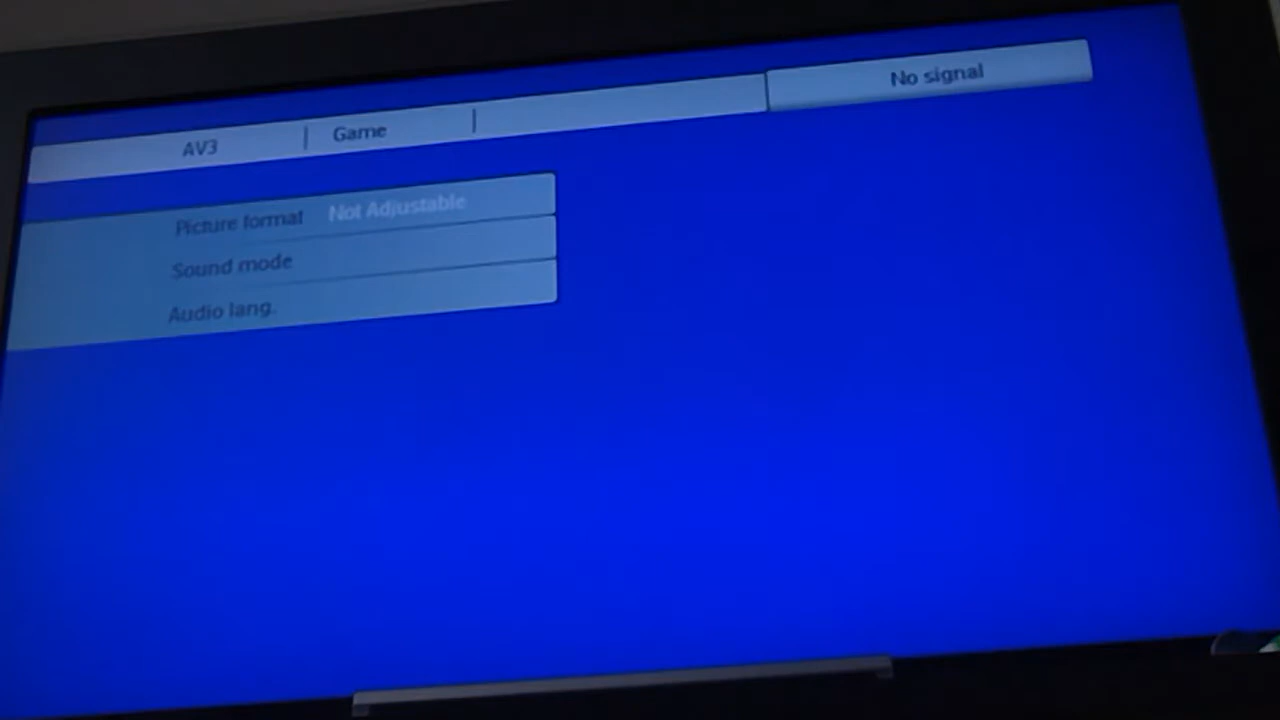 AV3 | Game | No signal
Picture format Not Adjustable
Sound mode
Audio lang.